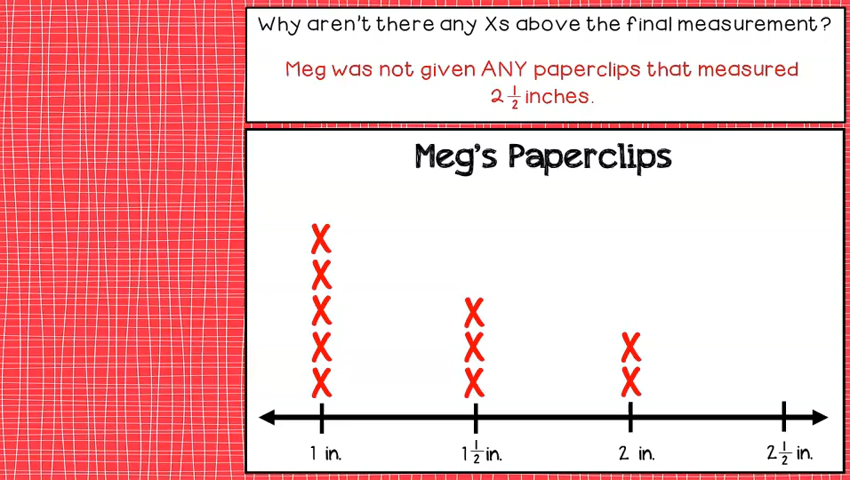 Why aren't there any Xs above the final measurement?
Meg was not given ANY paperclips that measured
2 1/2 inches.
Meg's Paperclips
X
X
X
X X
X X X
X X X
1 in. 1 1/2 in. 2 in. 2 1/2 in.